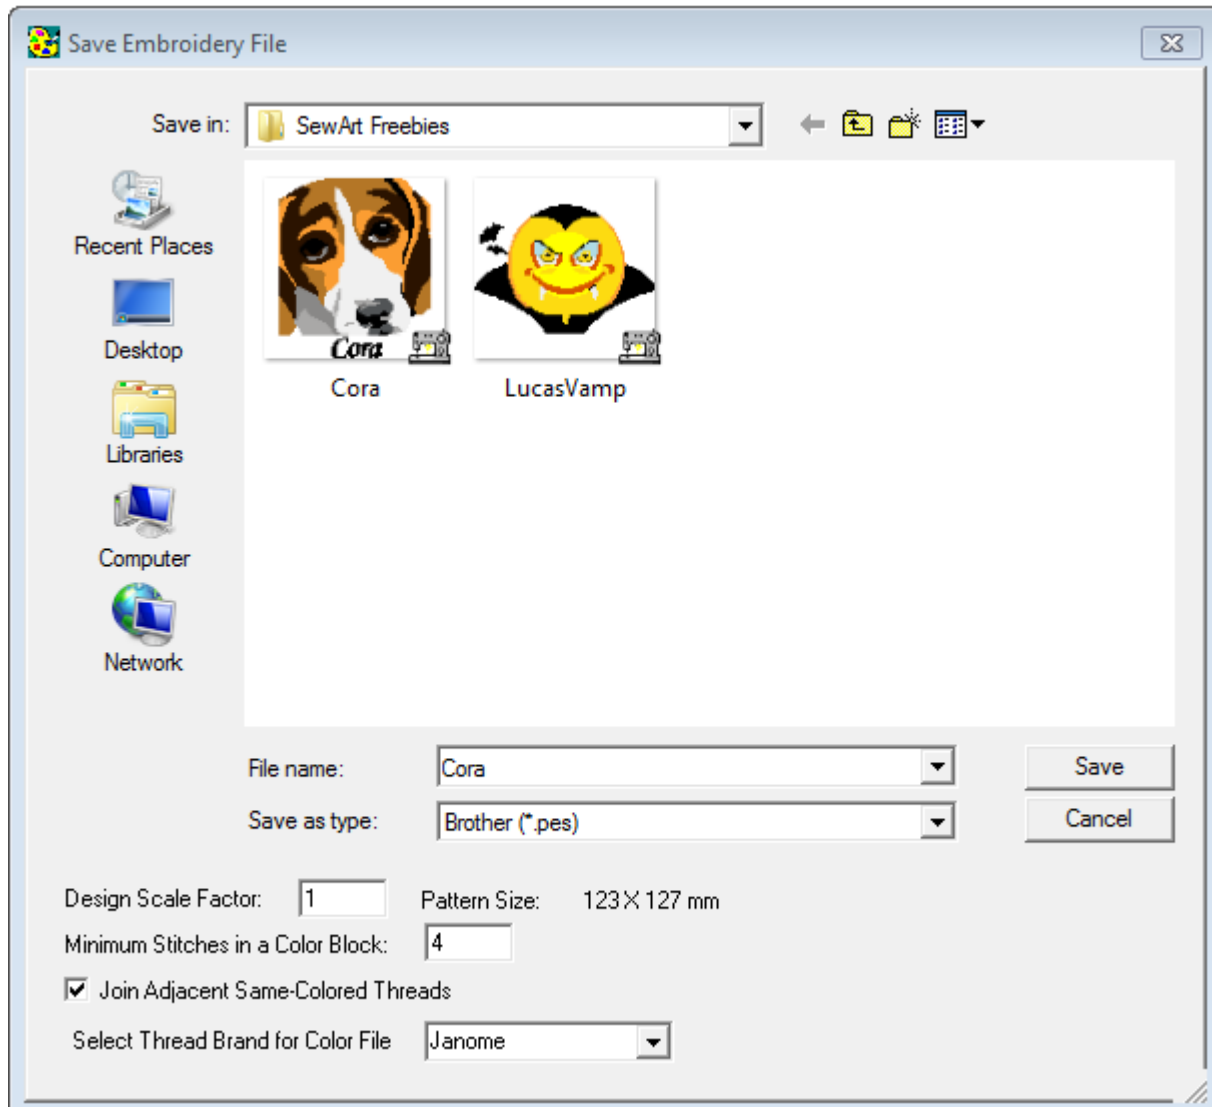 Save Embroidery File
Save in: SewArt Freebies
Recent Places
Desktop
Libraries
Computer
Network
Cora
Cora
LucasVamp
File name: Cora Save
Save as type: Brother (*.pes) Cancel
Design Scale Factor: 1 Pattern Size: 123 X 127 mm
Minimum Stitches in a Color Block: 4
Join Adjacent Same-Colored Threads
Select Thread Brand for Color File Janome